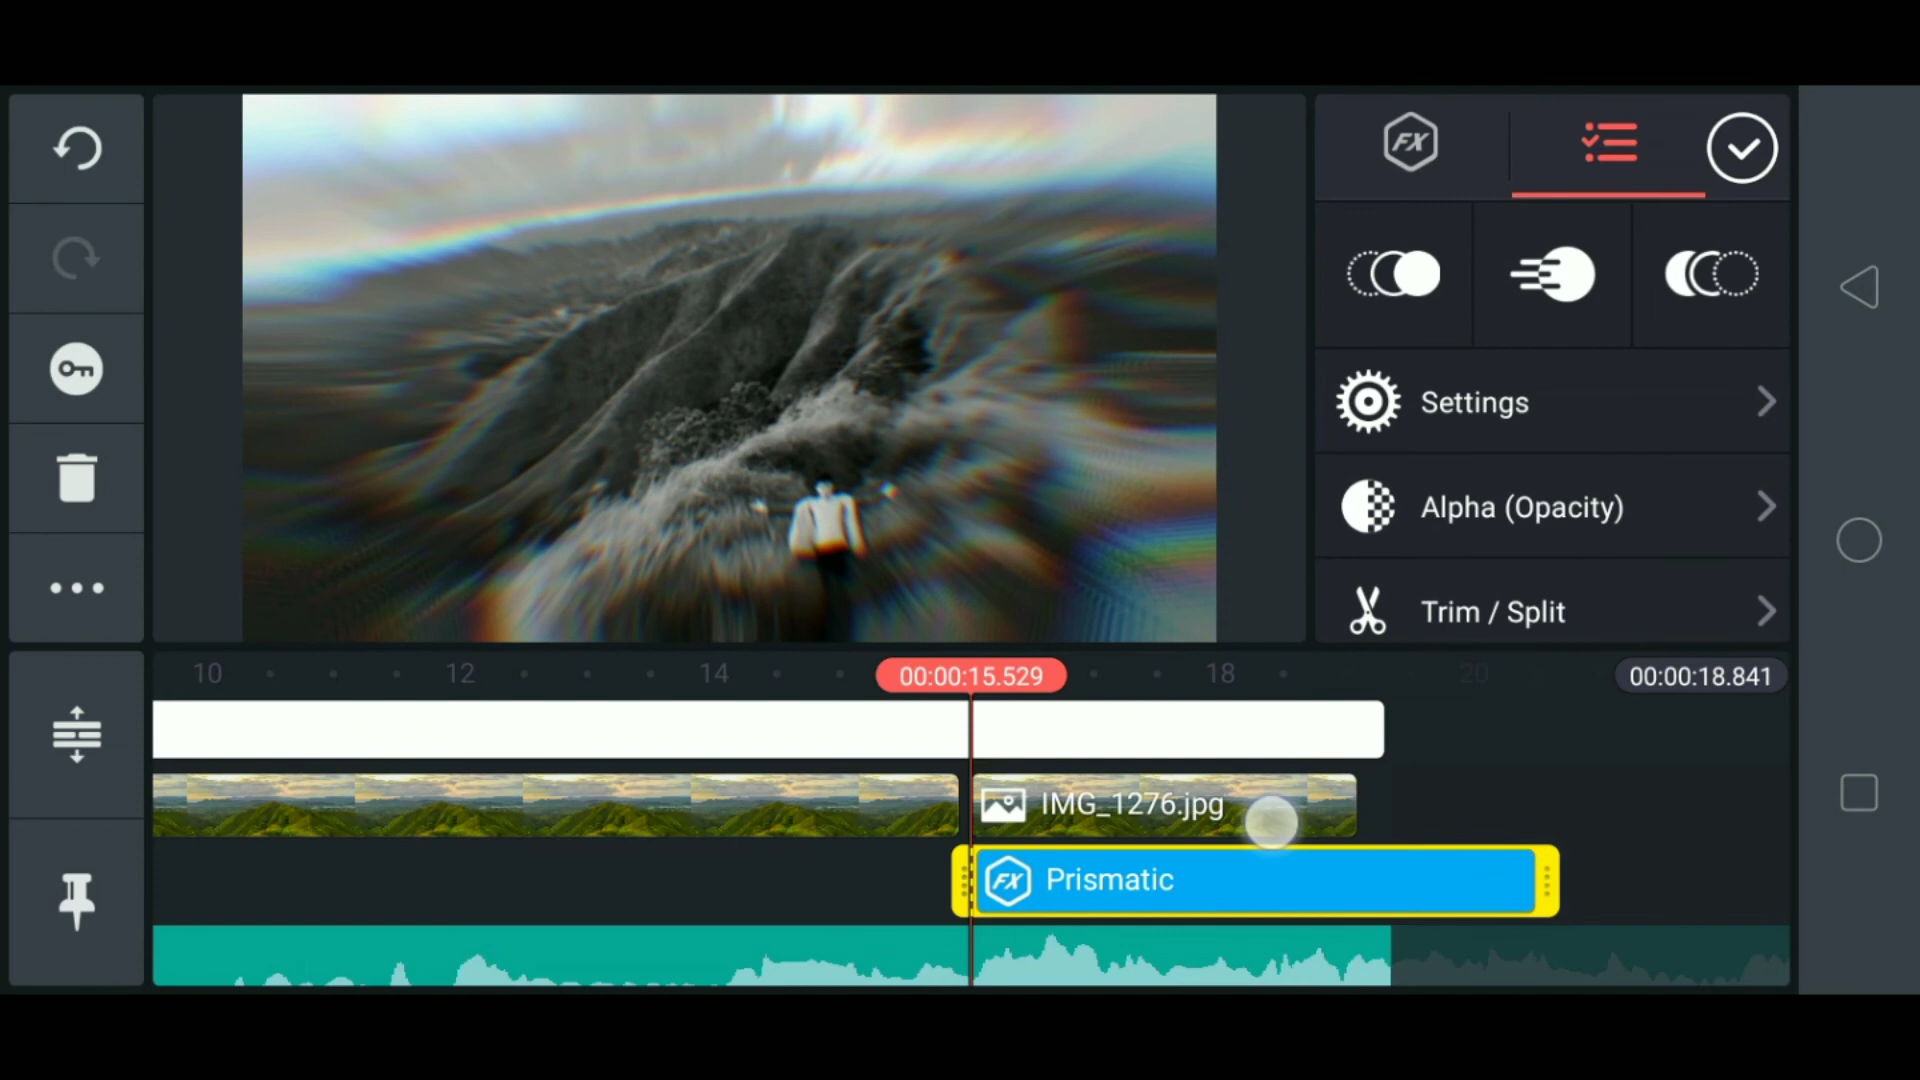 FX
Settings
Alpha (Opacity)
Trim / Split
10 12 14 00:00:15.529 18 20 00:00:18.841
IMG_1276.jpg
FX Prismatic